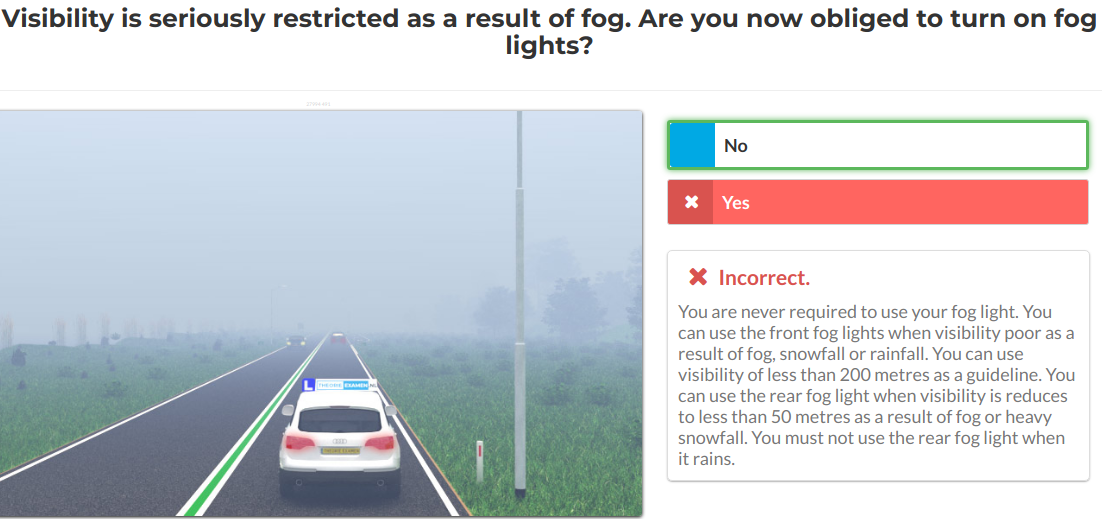 Visibility is seriously restricted as a result of fog. Are you now obliged to turn on fog
lights?
No
Yes
Incorrect.
You are never required to use your fog light. You
can use the front fog lights when visibility poor as a
result of fog, snowfall or rainfall. You can use
visibility of less than 200 metres as a guideline. You
can use the rear fog light when visibility is reduces
to less than 50 metres as a result of fog or heavy
snowfall. You must not use the rear fog light when
it rains.
L THEORIE EXAMEN.NL